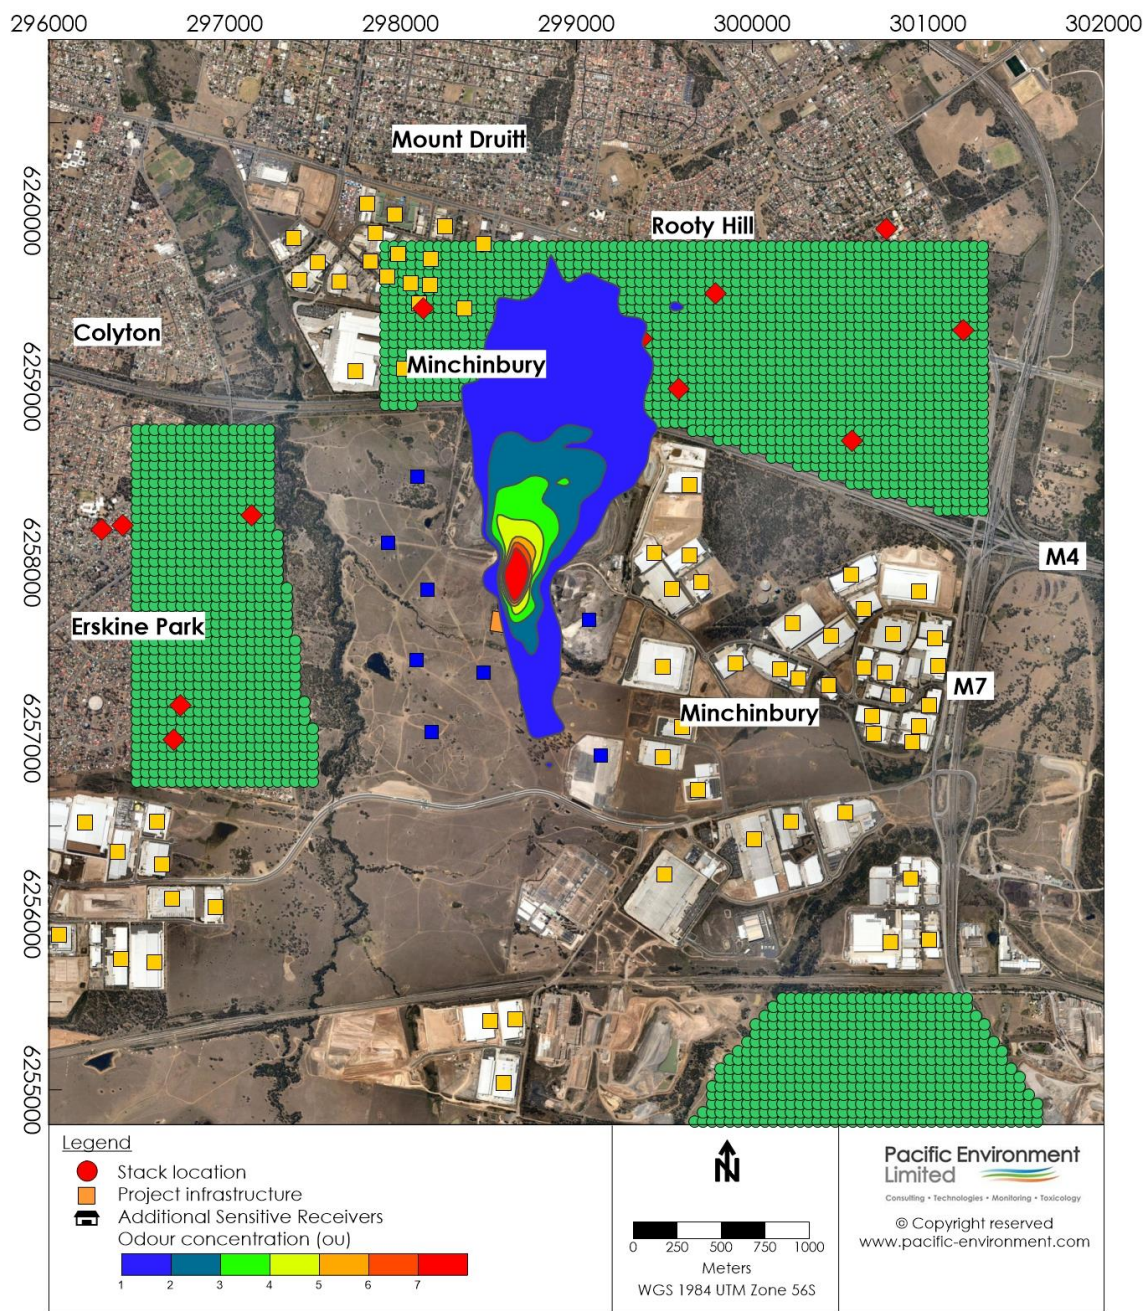 296000 297000 298000 299000 300000 301000 302000
6260000
6259000
6258000
6257000
6256000
6255000
Mount Druitt
Rooty Hill
Colyton
Minchinbury
M4
Erskine Park
M7
Minchinbury
Legend
Stack location
Project infrastructure
Additional Sensitive Receivers
Odour concentration (ou)
1 2 3 4 5 6 7
N
0 250 500 750 1000
Meters
WGS 1984 UTM Zone 56S
Pacific Environment
Limited
Consulting • Technologies • Monitoring • Toxicology
© Copyright reserved
www.pacific-environment.com